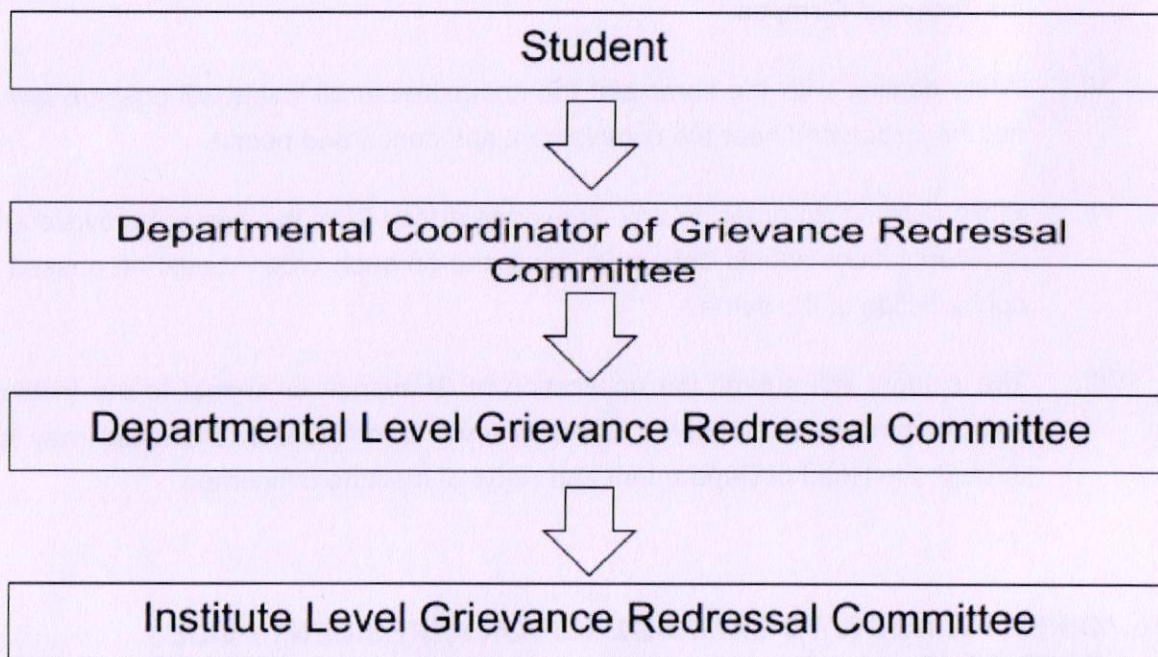 Student
Departmental Coordinator of Grievance Redressal
Committee
Departmental Level Grievance Redressal Committee
Institute Level Grievance Redressal Committee